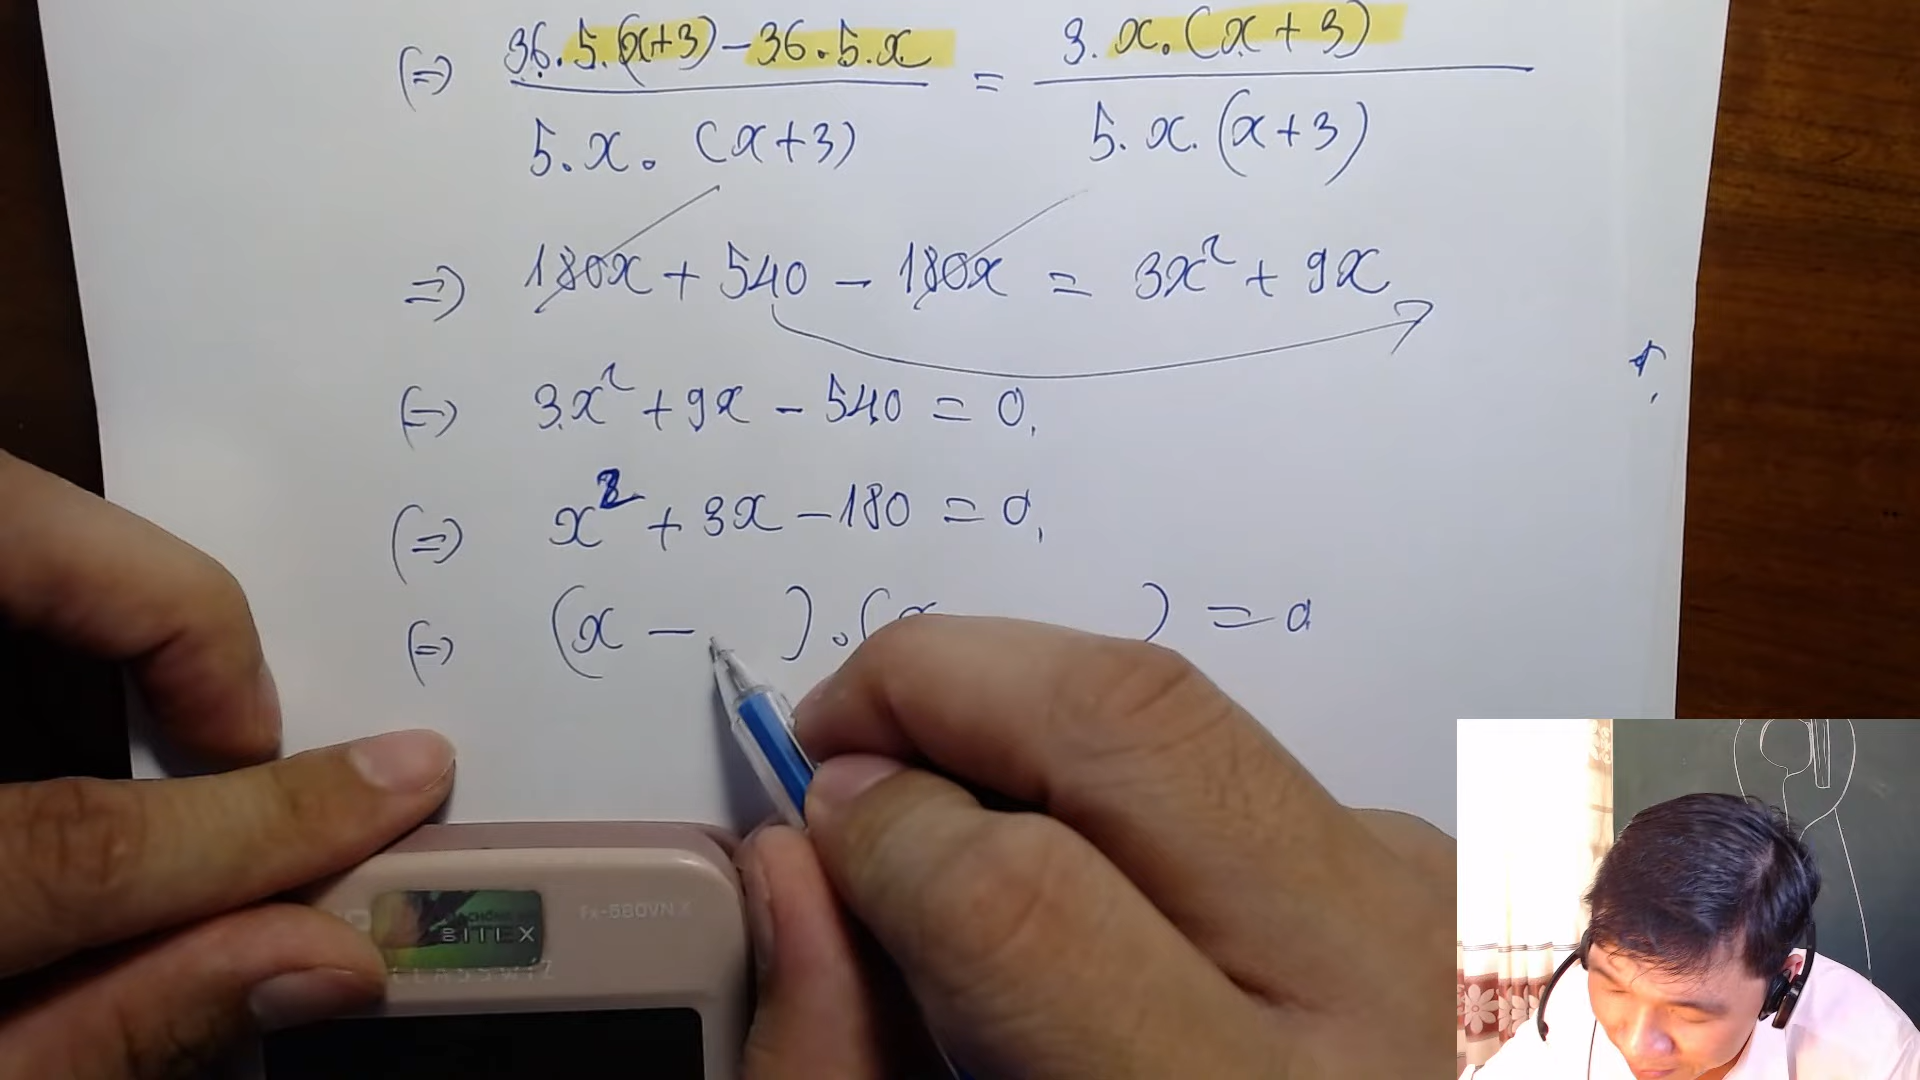 (=) 36.5.(x+3)-36.5.x / 5.x.(x+3) = 3.x.(x+3) / 5.x.(x+3)
=) 180x + 540 - 180x = 3x² + 9x
(=) 3x² + 9x - 540 = 0
(=) x² + 3x - 180 = 0
(=) (x - ).(x ) = 0
fx-580VN X
BITEX
CLASSWIZ